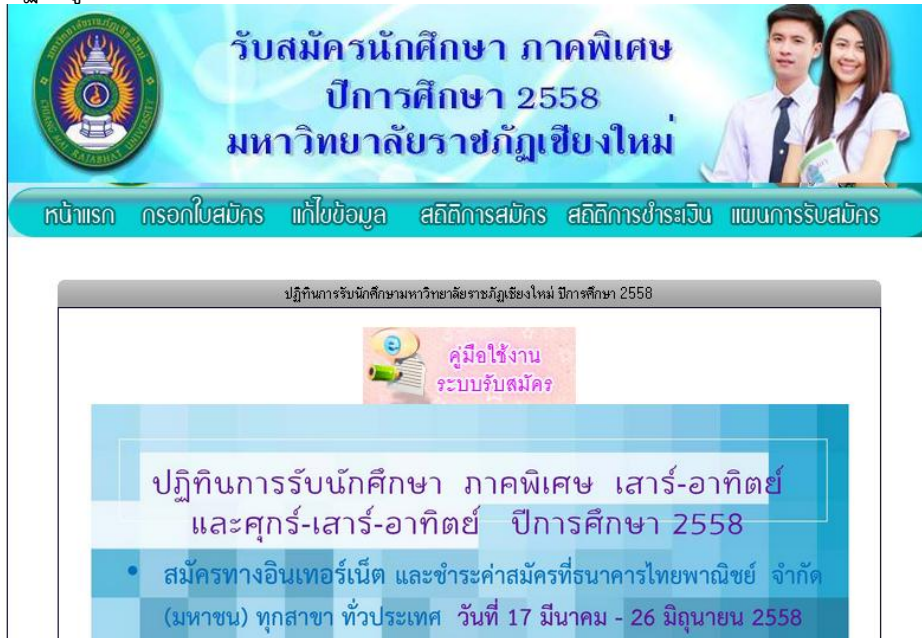 รับสมัครนักศึกษา ภาคพิเศษ
ปีการศึกษา 2558
มหาวิทยาลัยราชภัฏเชียงใหม่
CHIANG MAI RAJABHAT UNIVERSITY
หน้าแรก กรอกใบสมัคร แก้ไขข้อมูล สถิติการสมัคร สถิติการชำระเงิน แผนการรับสมัคร
ปฏิทินการรับนักศึกษามหาวิทยาลัยราชภัฏเชียงใหม่ ปีการศึกษา 2558
คู่มือใช้งาน
ระบบรับสมัคร
ปฏิทินการรับนักศึกษา ภาคพิเศษ เสาร์-อาทิตย์
และศุกร์-เสาร์-อาทิตย์ ปีการศึกษา 2558
• สมัครทางอินเทอร์เน็ต และชำระค่าสมัครที่ธนาคารไทยพาณิชย์ จำกัด
(มหาชน) ทุกสาขา ทั่วประเทศ วันที่ 17 มีนาคม - 26 มิถุนายน 2558